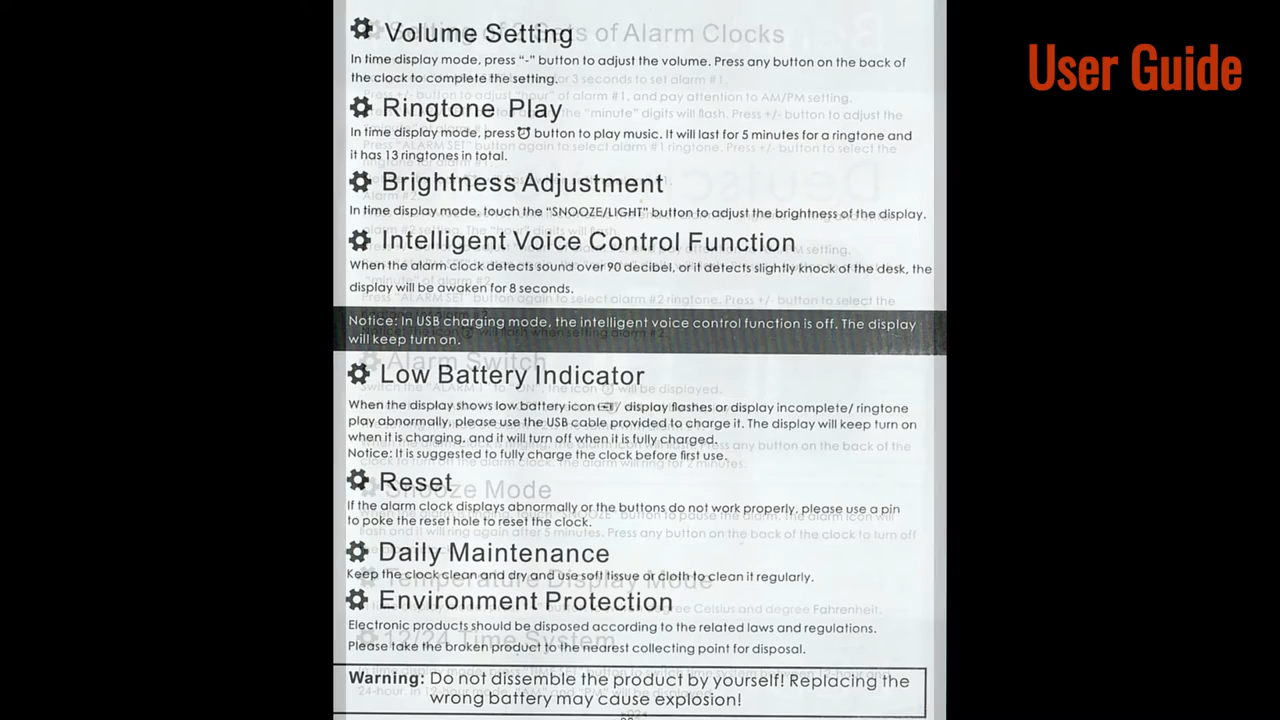 User Guide
Volume Setting
In time display mode, press “-” button to adjust the volume. Press any button on the back of
the clock to complete the setting.
Ringtone Play
In time display mode, press button to play music. It will last for 5 minutes for a ringtone and
it has 13 ringtones in total.
Brightness Adjustment
In time display mode, touch the “SNOOZE/LIGHT” button to adjust the brightness of the display.
Intelligent Voice Control Function
When the alarm clock detects sound over 90 decibel, or it detects slightly knock of the desk, the
display will be awaken for 8 seconds.
Notice: In USB charging mode, the intelligent voice control function is off. The display
will keep turn on.
Low Battery Indicator
When the display shows low battery icon / display flashes or display incomplete/ ringtone
play abnormally, please use the USB cable provided to charge it. The display will keep turn on
when it is charging, and it will turn off when it is fully charged.
Notice: It is suggested to fully charge the clock before first use.
Reset
If the alarm clock displays abnormally or the buttons do not work properly, please use a pin
to poke the reset hole to reset the clock.
Daily Maintenance
Keep the clock clean and dry and use soft tissue or cloth to clean it regularly.
Environment Protection
Electronic products should be disposed according to the related laws and regulations.
Please take the broken product to the nearest collecting point for disposal.
Warning: Do not dissemble the product by yourself! Replacing the
wrong battery may cause explosion!